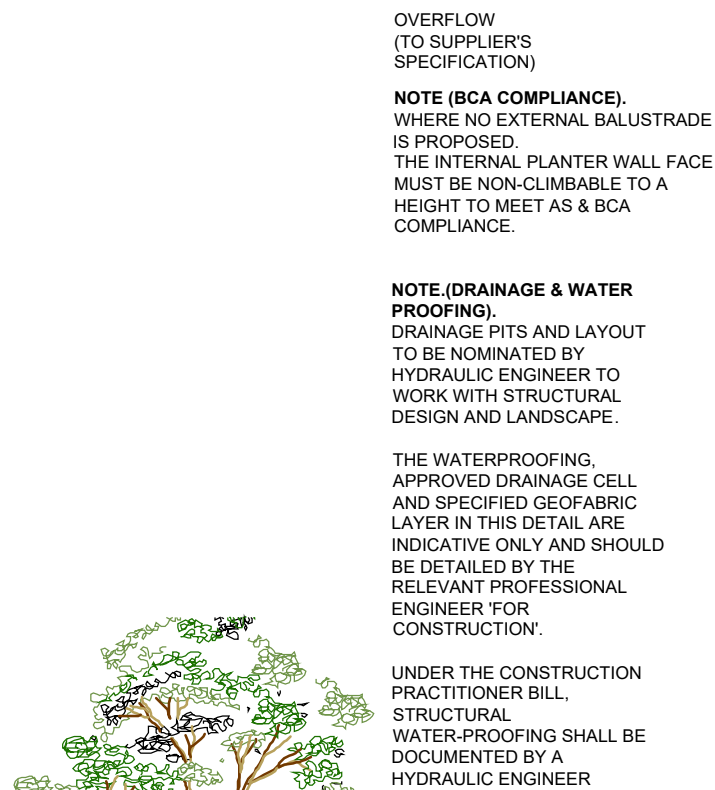 OVERFLOW
(TO SUPPLIER'S
SPECIFICATION)
NOTE (BCA COMPLIANCE).
WHERE NO EXTERNAL BALUSTRADE
IS PROPOSED.
THE INTERNAL PLANTER WALL FACE
MUST BE NON-CLIMBABLE TO A
HEIGHT TO MEET AS & BCA
COMPLIANCE.
NOTE.(DRAINAGE & WATER
PROOFING).
DRAINAGE PITS AND LAYOUT
TO BE NOMINATED BY
HYDRAULIC ENGINEER TO
WORK WITH STRUCTURAL
DESIGN AND LANDSCAPE.
THE WATERPROOFING,
APPROVED DRAINAGE CELL
AND SPECIFIED GEOFABRIC
LAYER IN THIS DETAIL ARE
INDICATIVE ONLY AND SHOULD
BE DETAILED BY THE
RELEVANT PROFESSIONAL
ENGINEER 'FOR
CONSTRUCTION'.
UNDER THE CONSTRUCTION
PRACTITIONER BILL,
STRUCTURAL
WATER-PROOFING SHALL BE
DOCUMENTED BY A
HYDRAULIC ENGINEER